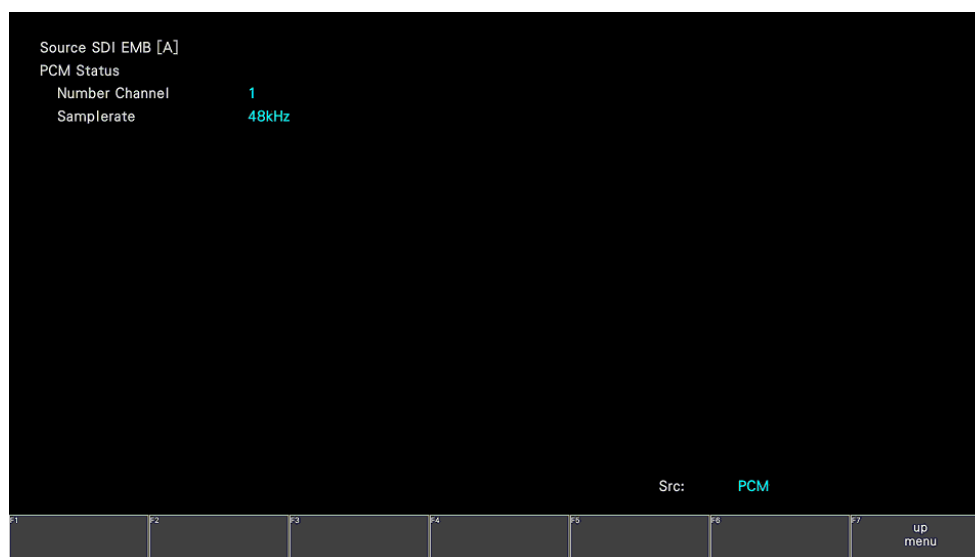 Source SDI EMB [A]
PCM Status
Number Channel 1
Samplerate 48kHz
Src: PCM
F1 F2 F3 F4 F5 F6 F7 up
menu